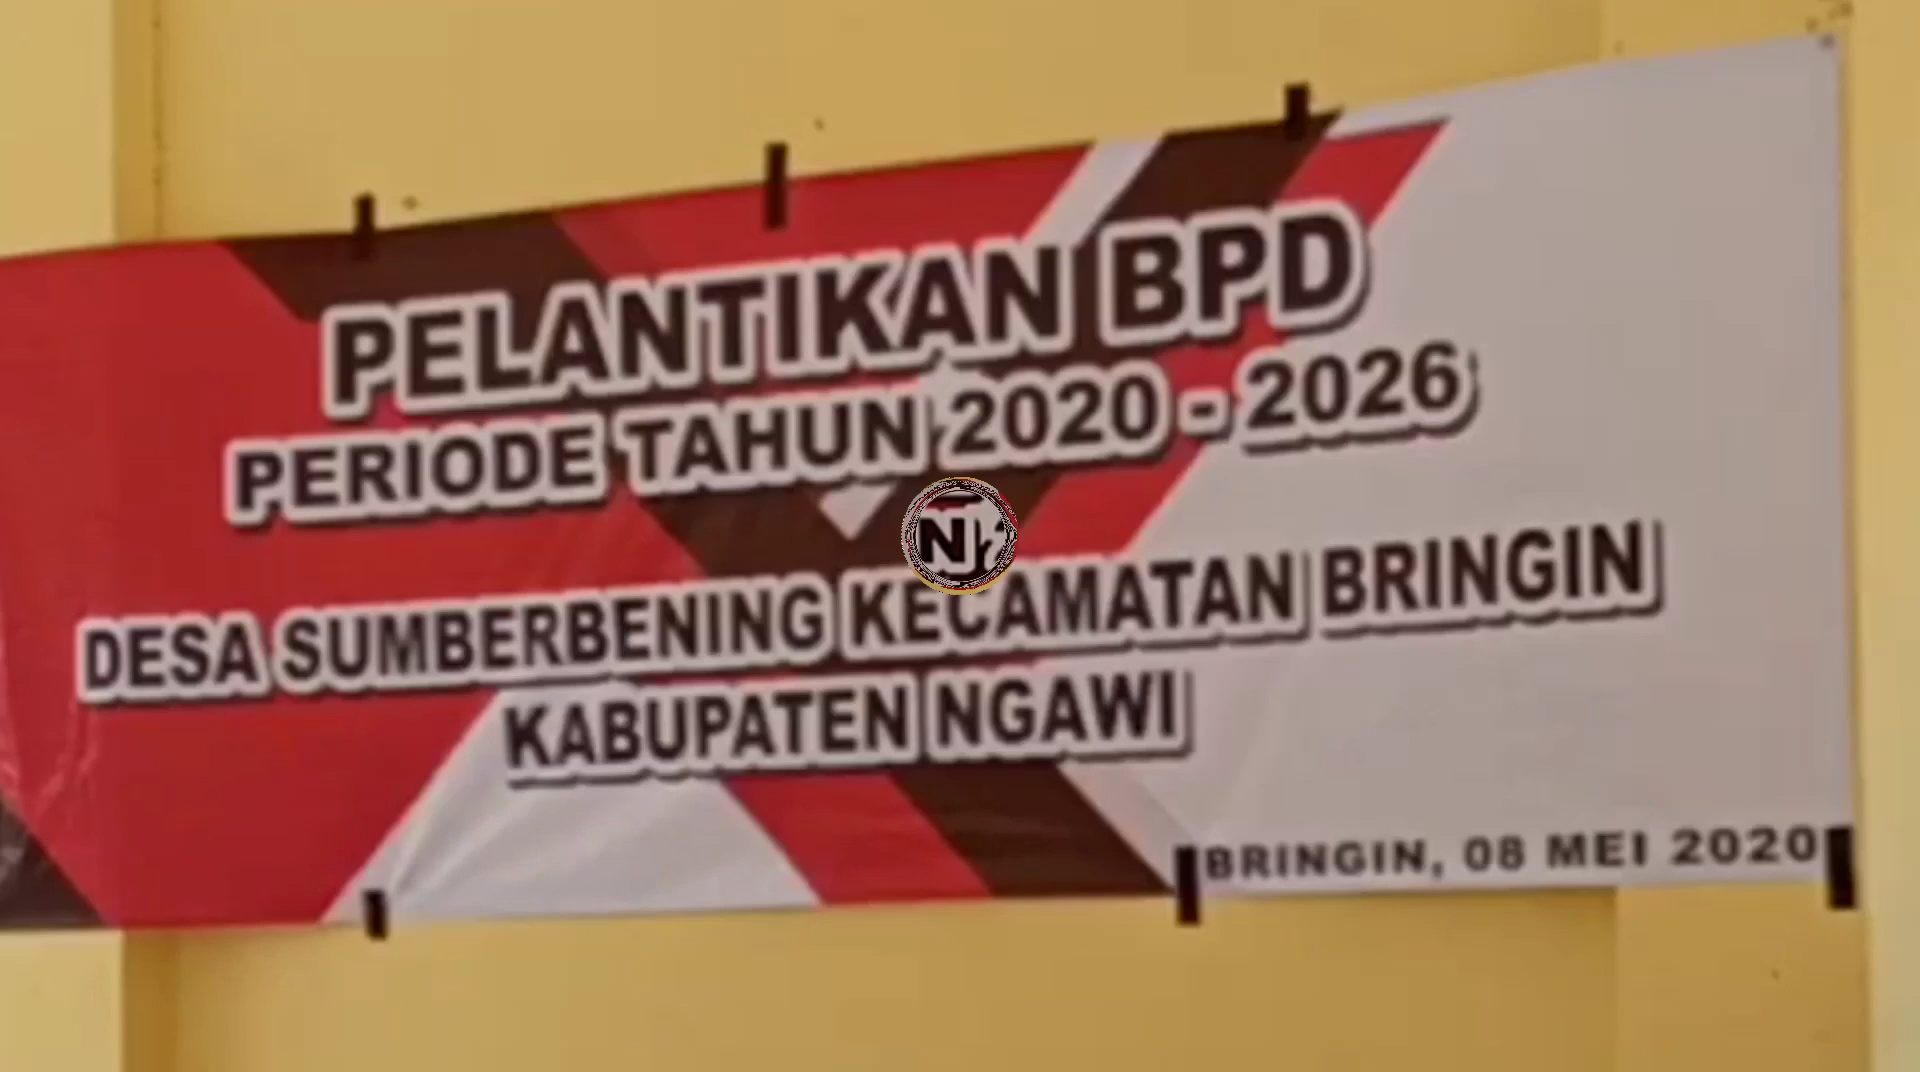 PELANTIKAN BPD
PERIODE TAHUN 2020 - 2026
DESA SUMBERBENING KECAMATAN BRINGIN
KABUPATEN NGAWI
BRINGIN, 08 MEI 2020